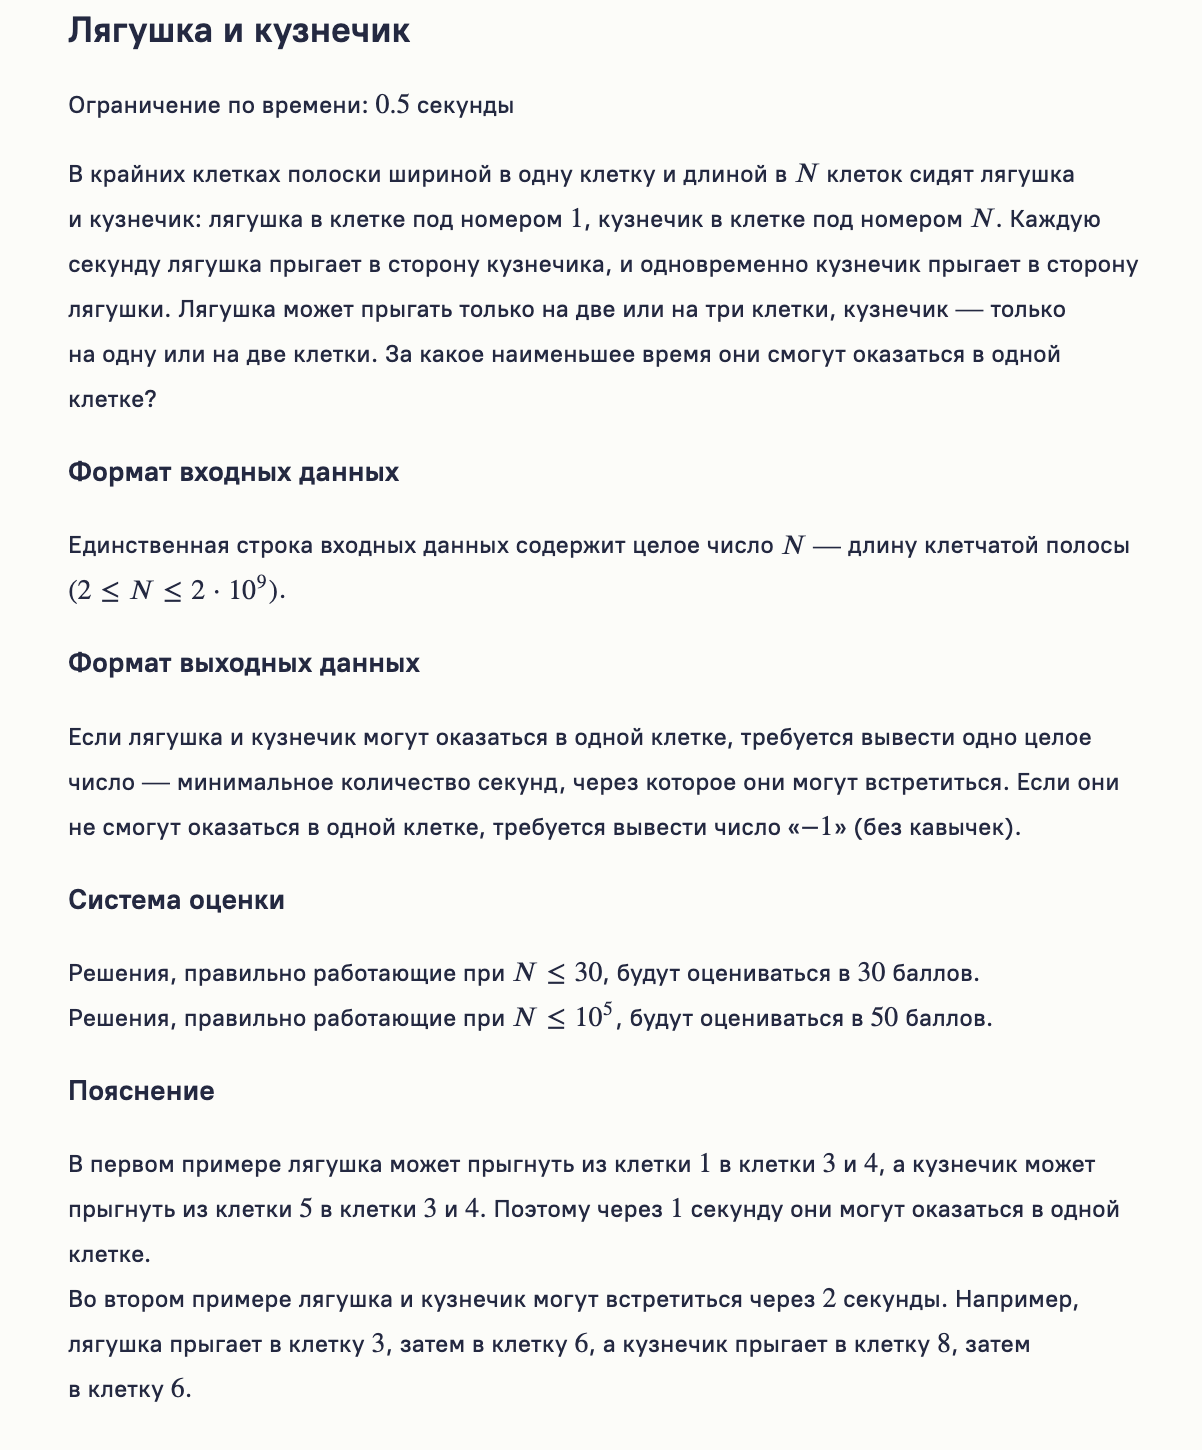 Лягушка и кузнечик
Ограничение по времени: 0.5 секунды
В крайних клетках полоски шириной в одну клетку и длиной в N клеток сидят лягушка
и кузнечик: лягушка в клетке под номером 1, кузнечик в клетке под номером N. Каждую
секунду лягушка прыгает в сторону кузнечика, и одновременно кузнечик прыгает в сторону
лягушки. Лягушка может прыгать только на две или на три клетки, кузнечик — только
на одну или на две клетки. За какое наименьшее время они смогут оказаться в одной
клетке?
Формат входных данных
Единственная строка входных данных содержит целое число N — длину клетчатой полосы
(2 ≤ N ≤ 2 · 10⁹).
Формат выходных данных
Если лягушка и кузнечик могут оказаться в одной клетке, требуется вывести одно целое
число — минимальное количество секунд, через которое они могут встретиться. Если они
не смогут оказаться в одной клетке, требуется вывести число «−1» (без кавычек).
Система оценки
Решения, правильно работающие при N ≤ 30, будут оцениваться в 30 баллов.
Решения, правильно работающие при N ≤ 10⁵, будут оцениваться в 50 баллов.
Пояснение
В первом примере лягушка может прыгнуть из клетки 1 в клетки 3 и 4, а кузнечик может
прыгнуть из клетки 5 в клетки 3 и 4. Поэтому через 1 секунду они могут оказаться в одной
клетке.
Во втором примере лягушка и кузнечик могут встретиться через 2 секунды. Например,
лягушка прыгает в клетку 3, затем в клетку 6, а кузнечик прыгает в клетку 8, затем
в клетку 6.